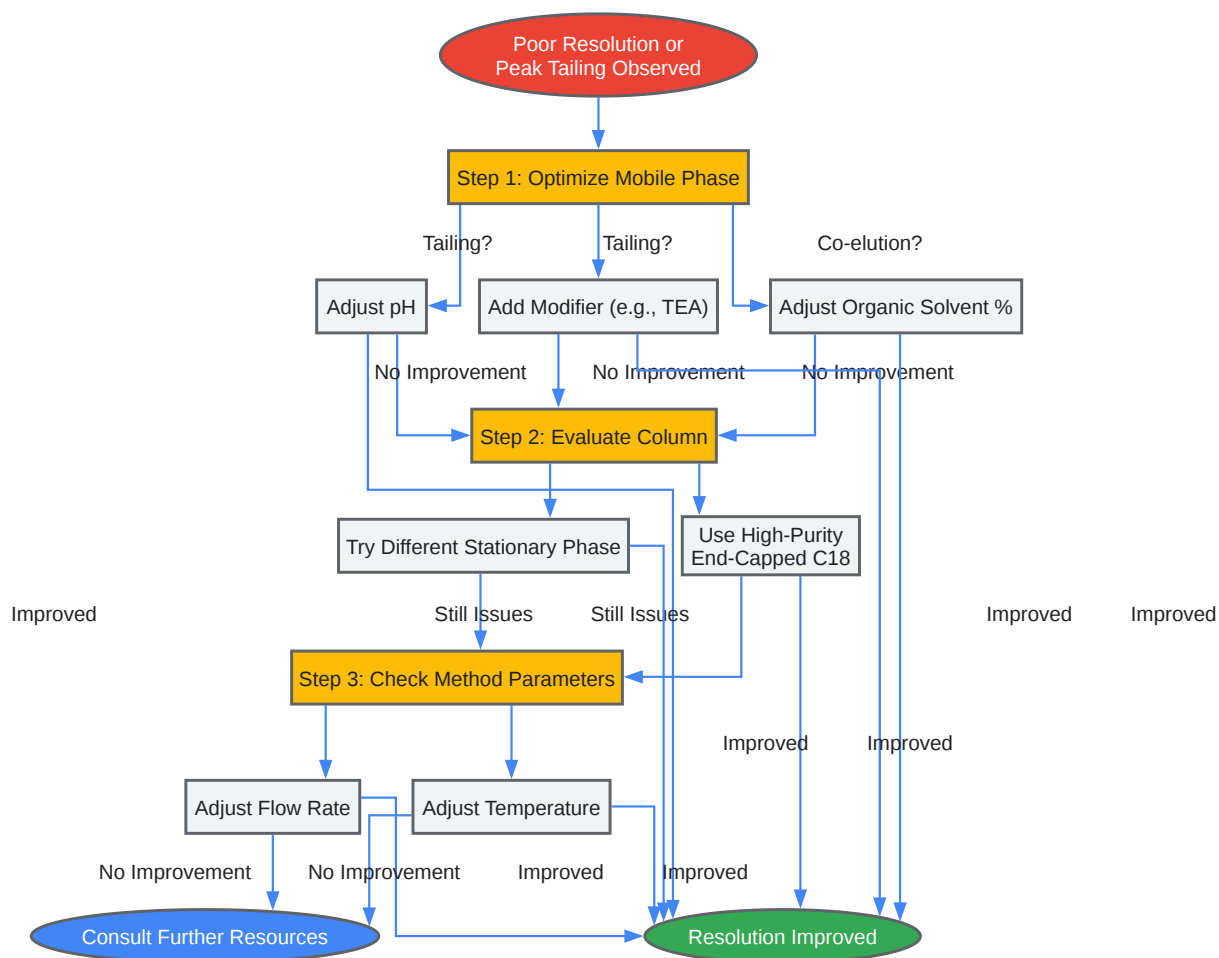 Poor Resolution or
Peak Tailing Observed
Step 1: Optimize Mobile Phase
Tailing?
Tailing?
Co-elution?
Adjust pH
Add Modifier (e.g., TEA)
Adjust Organic Solvent %
No Improvement
No Improvement
No Improvement
Step 2: Evaluate Column
Try Different Stationary Phase
Use High-Purity
End-Capped C18
Improved
Still Issues
Still Issues
Improved
Improved
Step 3: Check Method Parameters
Improved
Improved
Adjust Flow Rate
Adjust Temperature
No Improvement
No Improvement
Improved
Improved
Consult Further Resources
Resolution Improved